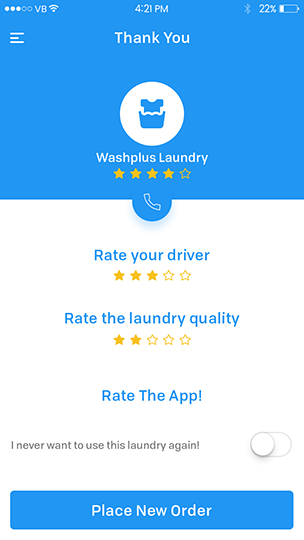 VB 4:21 PM 22%
Thank You
Washplus Laundry
Rate your driver
Rate the laundry quality
Rate The App!
I never want to use this laundry again!
Place New Order